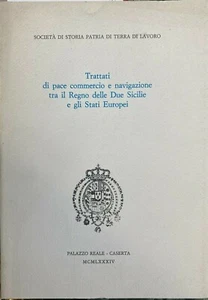 SOCIETÀ DI STORIA PATRIA DI TERRA DI LAVORO
Trattati
di pace commercio e navigazione
tra il Regno delle Due Sicilie
e gli Stati Europei
PALAZZO REALE - CASERTA
MCMLXXXIV